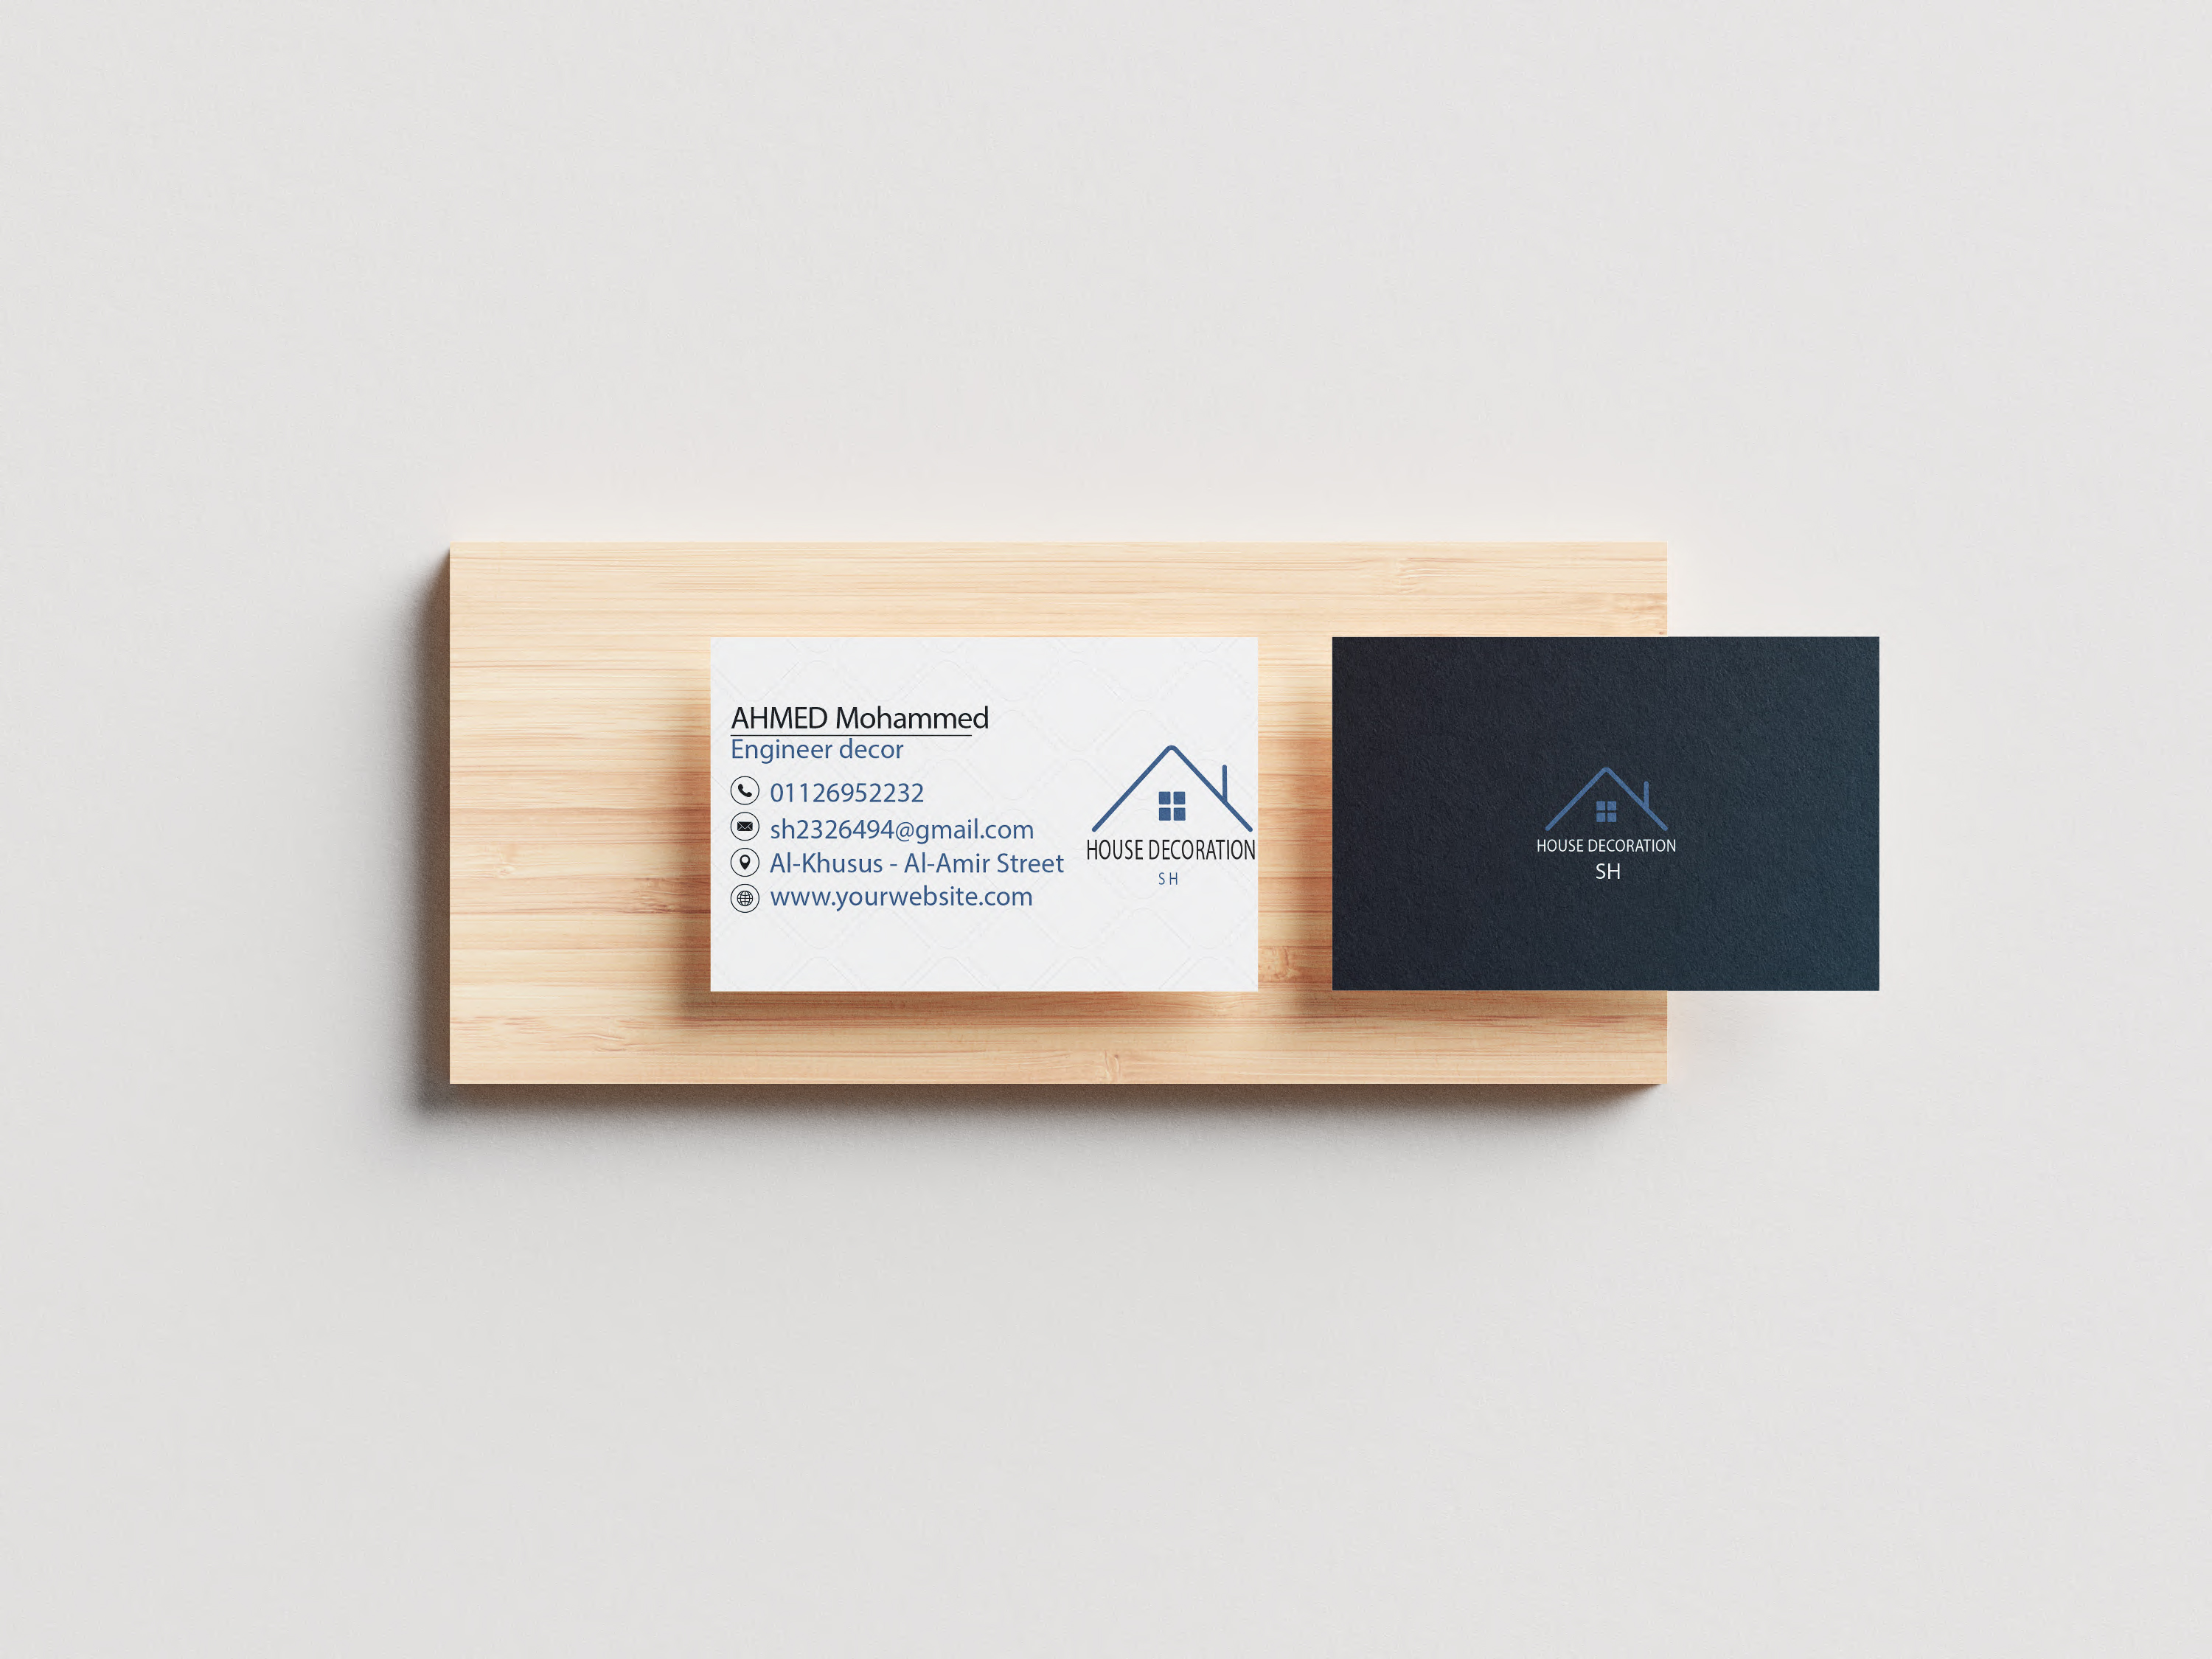 AHMED Mohammed
Engineer decor
01126952232
sh2326494@gmail.com
Al-Khusus - Al-Amir Street
www.yourwebsite.com
HOUSE DECORATION
SH
HOUSE DECORATION
SH